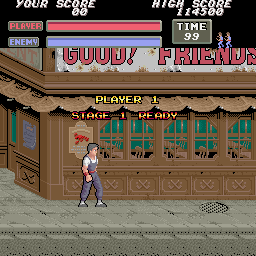 YOUR SCORE HIGH SCORE
00 114500
PLAYER TIME
ENEMY 99
GOOD! FRIENDS
PLAYER 1
STAGE 1 READY